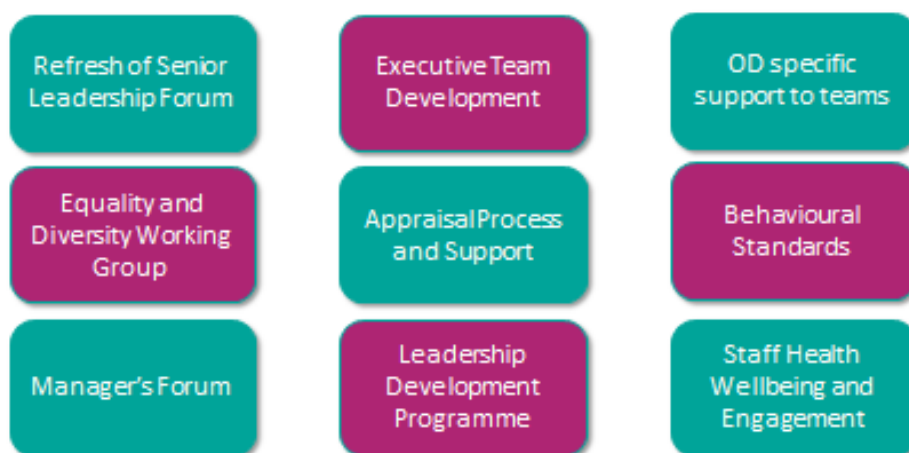 Refresh of Senior
Leadership Forum
Executive Team
Development
OD specific
support to teams
Equality and
Diversity Working
Group
Appraisal Process
and Support
Behavioural
Standards
Manager’s Forum
Leadership
Development
Programme
Staff Health
Wellbeing and
Engagement